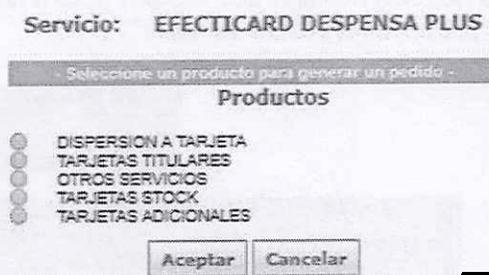 Servicio: EFECTICARD DESPENSA PLUS
- Seleccione un producto para generar un pedido -
Productos
DISPERSION A TARJETA
TARJETAS TITULARES
OTROS SERVICIOS
TARJETAS STOCK
TARJETAS ADICIONALES
Aceptar Cancelar